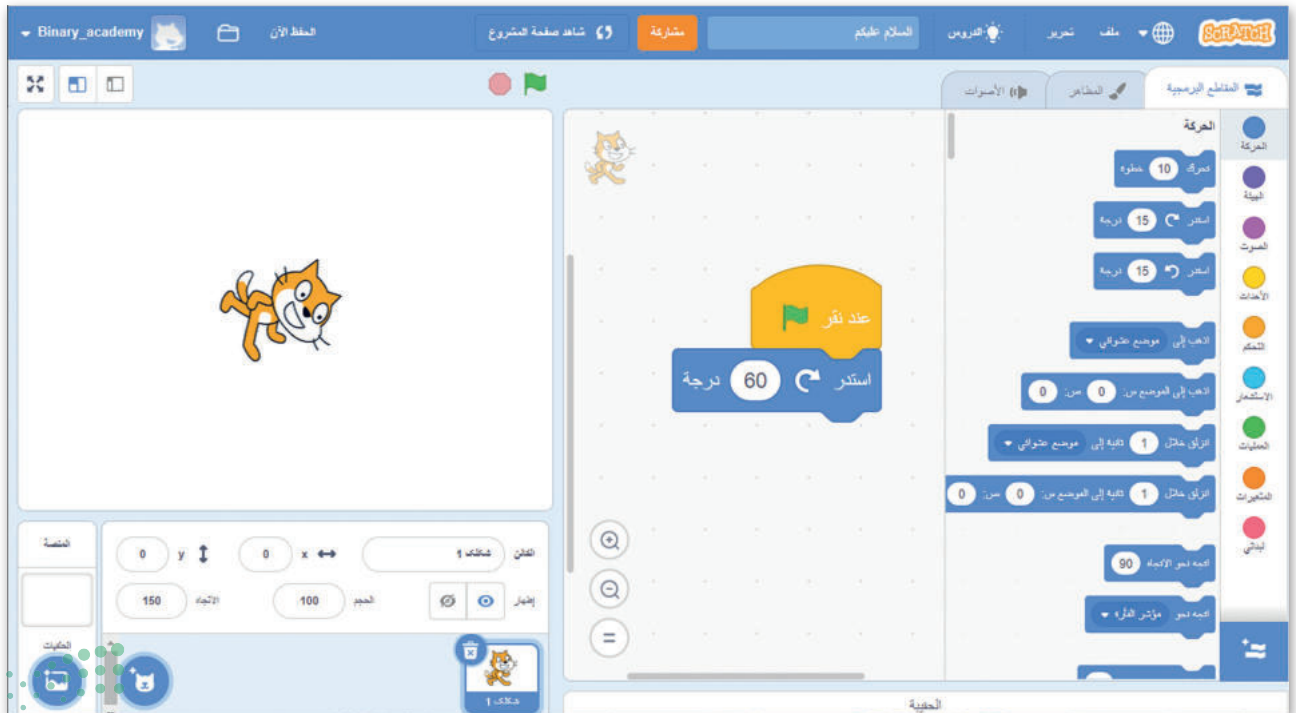 SCRATCH
ملف
تحرير
الدروس
السلام عليكم
مشاركة
شاهد صفحة المشروع
الحفظ الآن
Binary_academy
المقاطع البرمجية
المظاهر
الأصوات
الحركة
الهيئة
الصوت
الأحداث
التحكم
الاستشعار
العمليات
المتغيرات
لبناتي
الحركة
تحرك 10 خطوة
استدر 15 درجة
استدر 15 درجة
اذهب إلى موضع عشوائي
اذهب إلى الموضع س: 0 ص: 0
انزلق خلال 1 ثانية إلى موضع عشوائي
انزلق خلال 1 ثانية إلى الموضع س: 0 ص: 0
اتجه نحو الاتجاه 90
اتجه نحو مؤشر الفأرة
عند نقر
استدر 60 درجة
الكائن
x 0
y 0
إظهار
الحجم 100
الاتجاه 150
المنصة
الخلفيات
الحقيبة